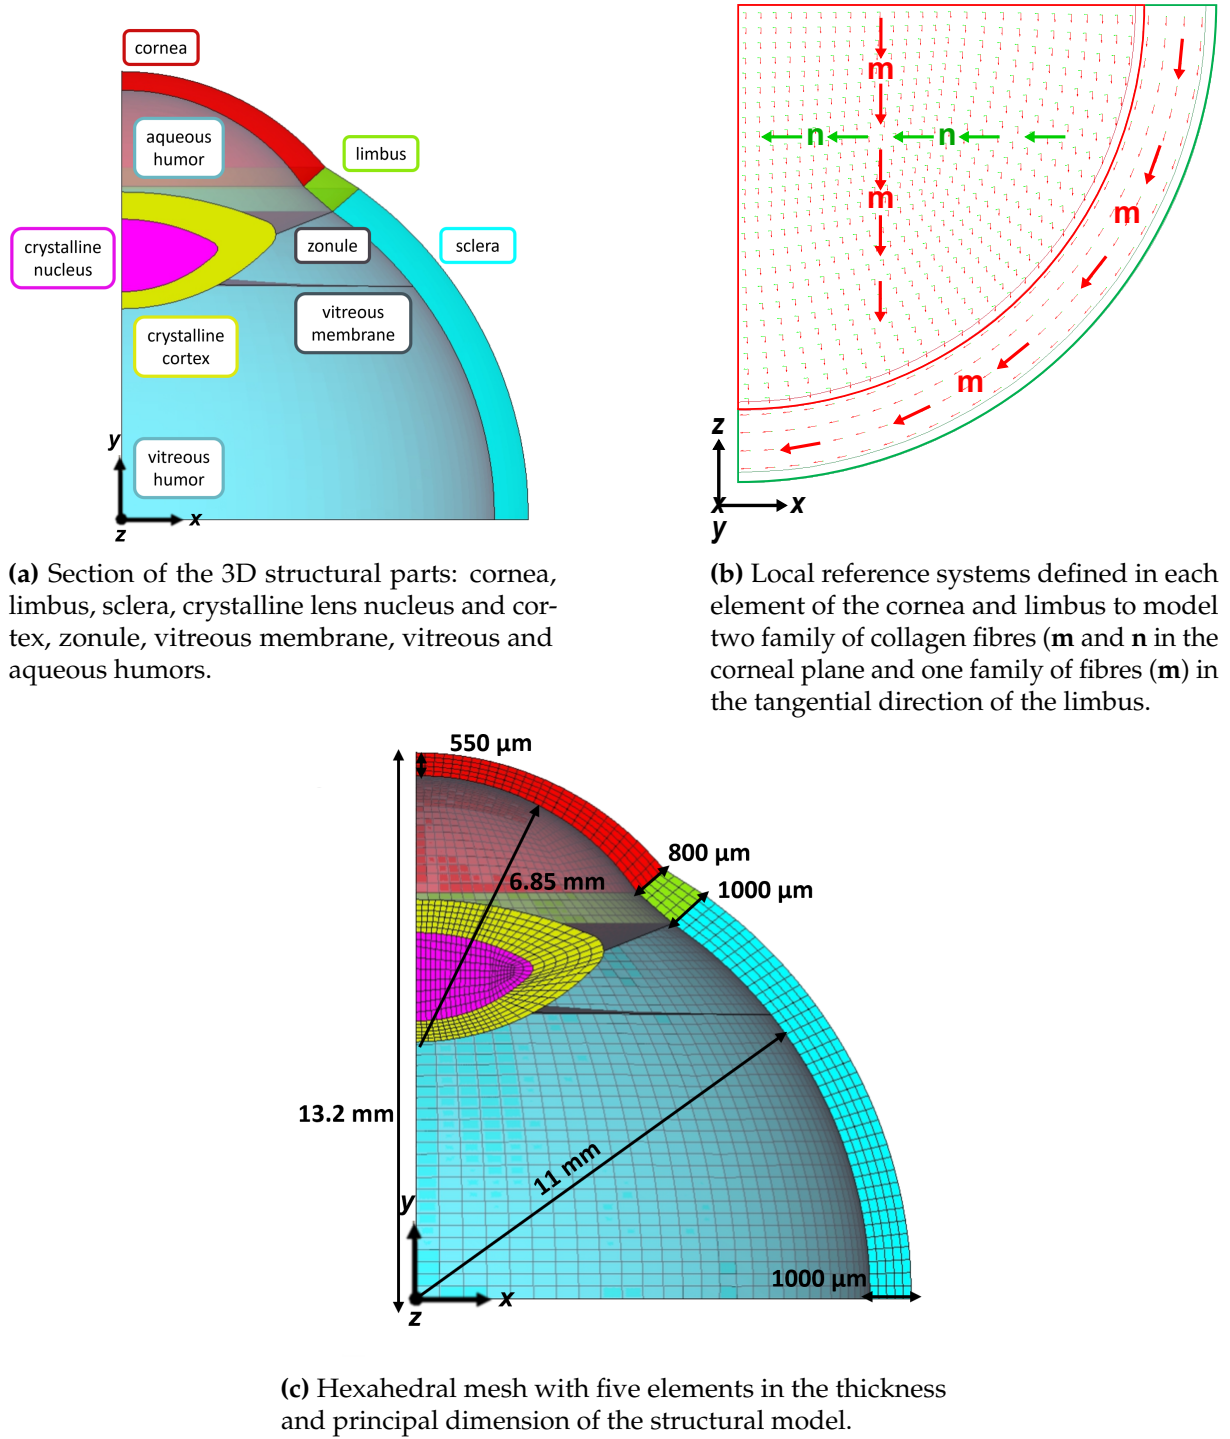 cornea
aqueous
humor
limbus
crystalline
nucleus
zonule
sclera
vitreous
membrane
crystalline
cortex
vitreous
humor
y
x
z
(a) Section of the 3D structural parts: cornea,
limbus, sclera, crystalline lens nucleus and cor-
tex, zonule, vitreous membrane, vitreous and
aqueous humors.
m
n
n
m
m
m
z
x
x
y
(b) Local reference systems defined in each
element of the cornea and limbus to model
two family of collagen fibres (m and n in the
corneal plane and one family of fibres (m) in
the tangential direction of the limbus.
550 µm
800 µm
6.85 mm
1000 µm
13.2 mm
11 mm
y
1000 µm
x
z
(c) Hexahedral mesh with five elements in the thickness
and principal dimension of the structural model.